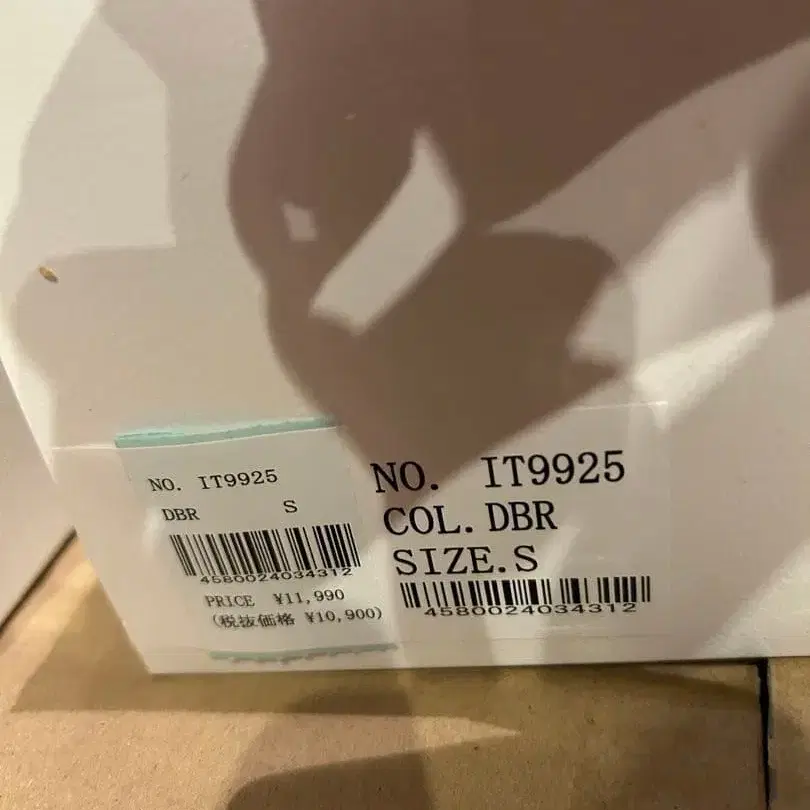 NO. IT9925
DBR S
4580024034312
PRICE ¥11,990
(税抜価格 ¥10,900)
NO. IT9925
COL. DBR
SIZE. S
4580024034312